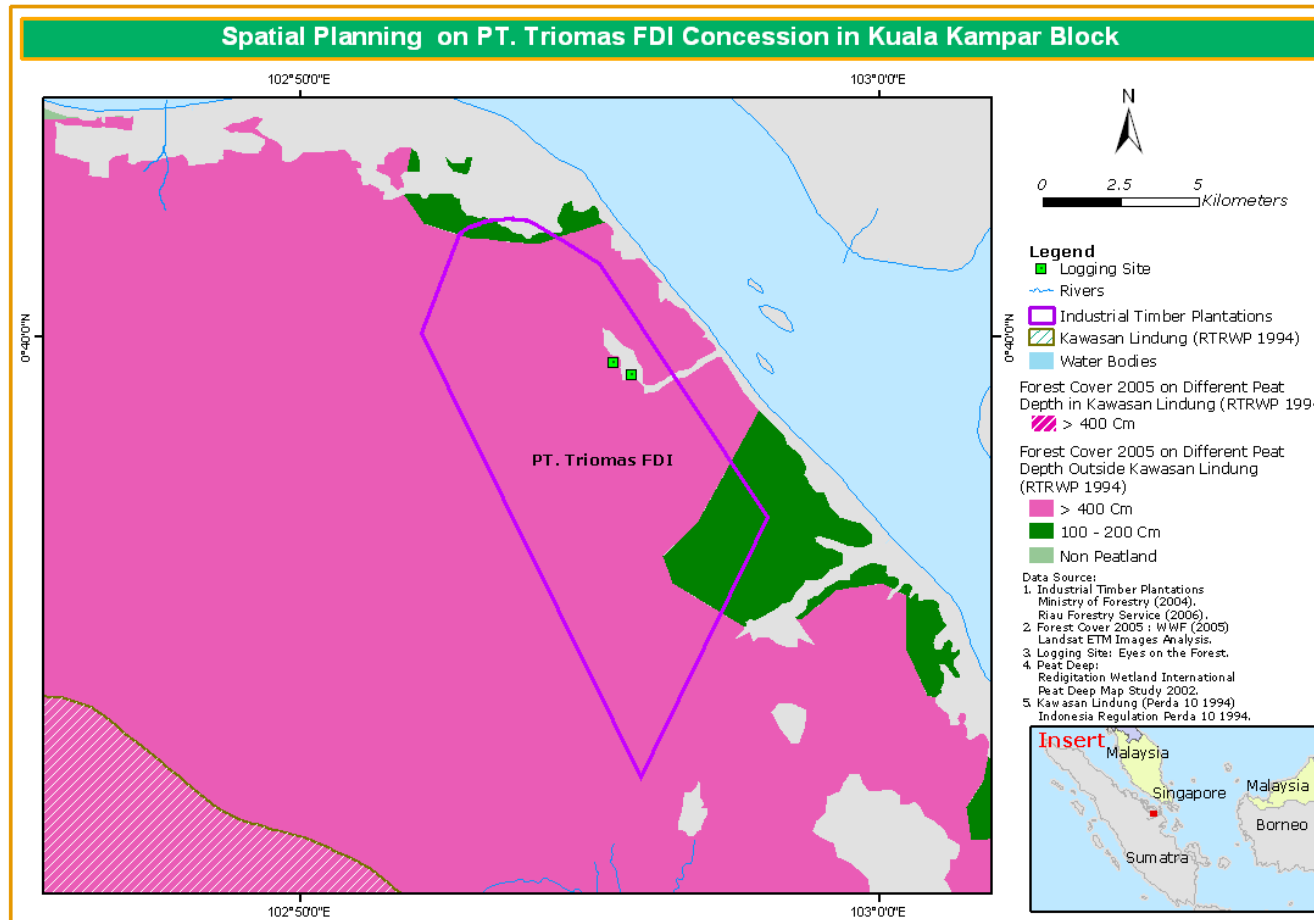 Spatial Planning on PT. Triomas FDI Concession in Kuala Kampar Block
102°50'0"E
103°0'0"E
N
0 2.5 5
Kilometers
0°40'0"N
0°40'0"N
PT. Triomas FDI
Legend
Logging Site
Rivers
Industrial Timber Plantations
Kawasan Lindung (RTRWP 1994)
Water Bodies
Forest Cover 2005 on Different Peat
Depth in Kawasan Lindung (RTRWP 199
> 400 Cm
Forest Cover 2005 on Different Peat
Depth Outside Kawasan Lindung
(RTRWP 1994)
> 400 Cm
100 - 200 Cm
Non Peatland
Data Source:
1. Industrial Timber Plantations
Ministry of Forestry (2004).
Riau Forestry Service (2006).
2. Forest Cover 2005 : WWF (2005)
Landsat ETM Images Analysis.
3. Logging Site: Eyes on the Forest.
4. Peat Deep:
Redigitation Wetland International
Peat Deep Map Study 2002.
5. Kawasan Lindung (Perda 10 1994)
Indonesia Regulation Perda 10 1994.
Insert
Malaysia
Singapore
Malaysia
Borneo
Sumatra
102°50'0"E
103°0'0"E